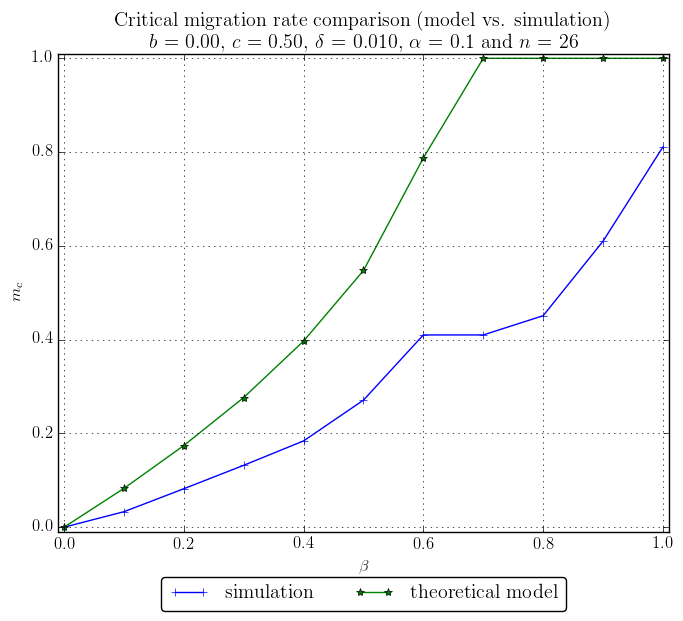 Critical migration rate comparison (model vs. simulation)
b = 0.00, c = 0.50, δ = 0.010, α = 0.1 and n = 26
1.0
0.8
0.6
0.4
0.2
0.0
m_c
0.0 0.2 0.4 0.6 0.8 1.0
β
simulation theoretical model